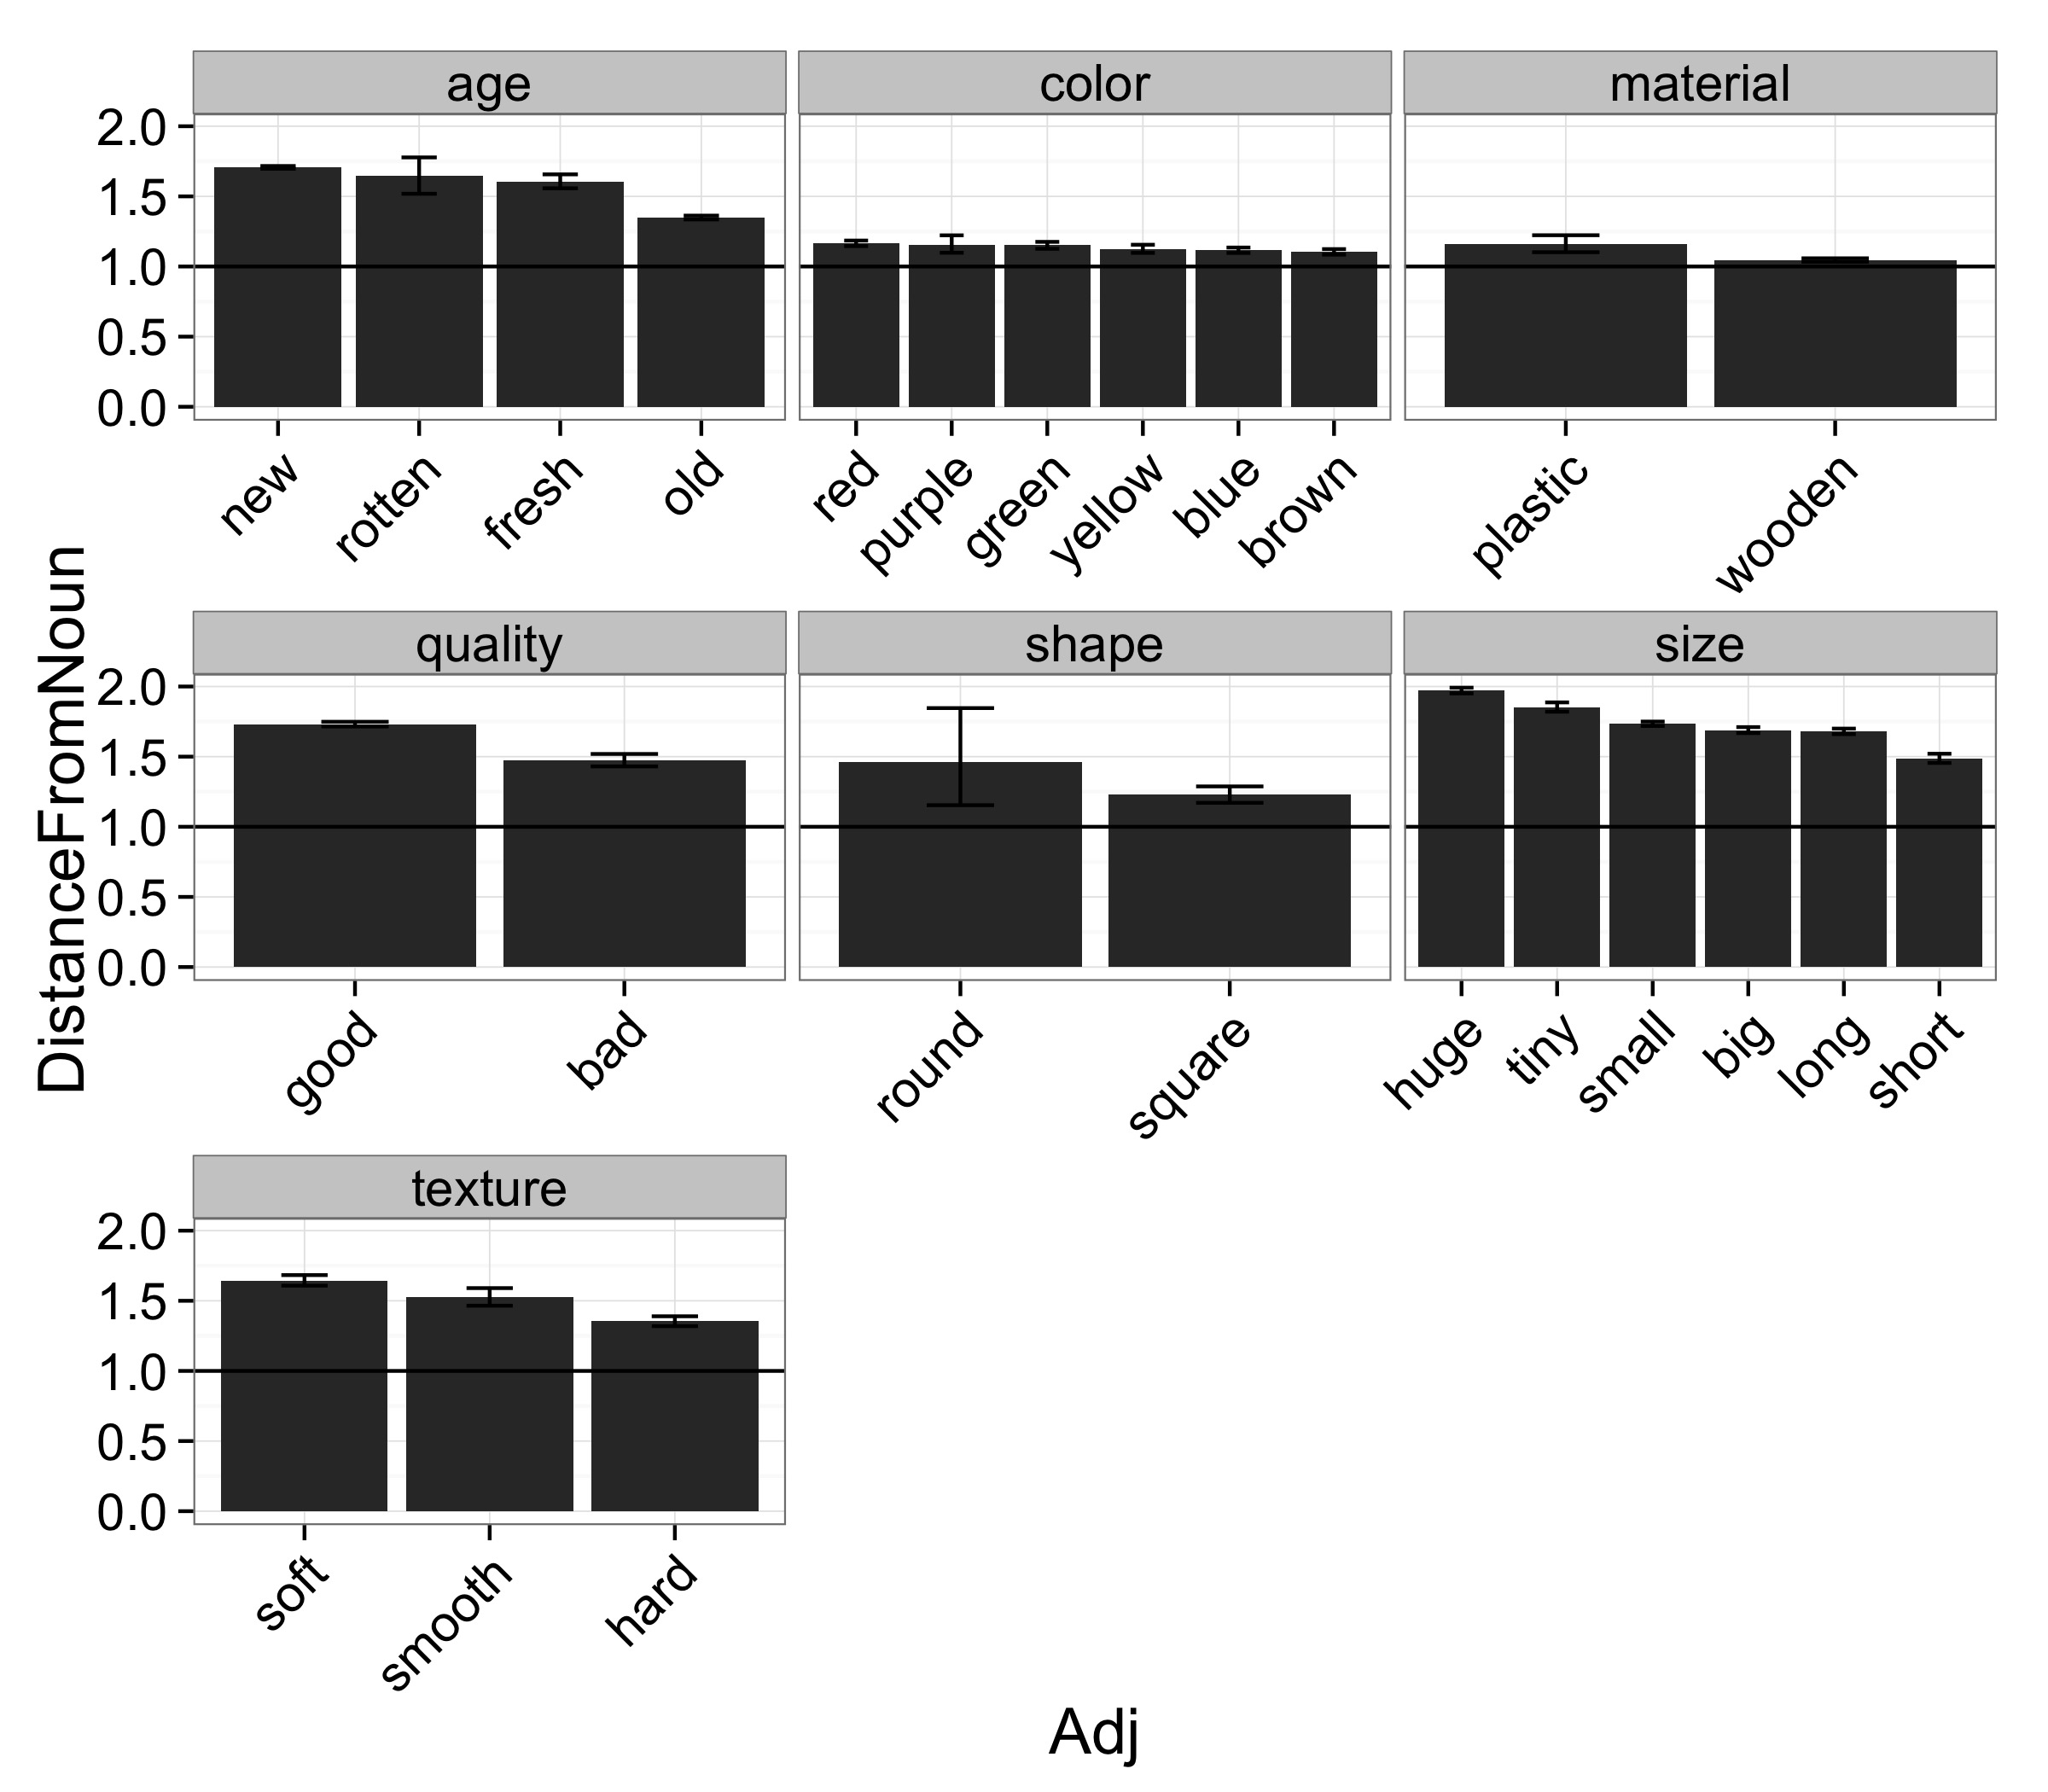 DistanceFromNoun
age
color
material
2.0
1.5
1.0
0.5
0.0
new
rotten
fresh
old
red
purple
green
yellow
blue
brown
plastic
wooden
quality
shape
size
2.0
1.5
1.0
0.5
0.0
good
bad
round
square
huge
tiny
small
big
long
short
texture
2.0
1.5
1.0
0.5
0.0
soft
smooth
hard
Adj